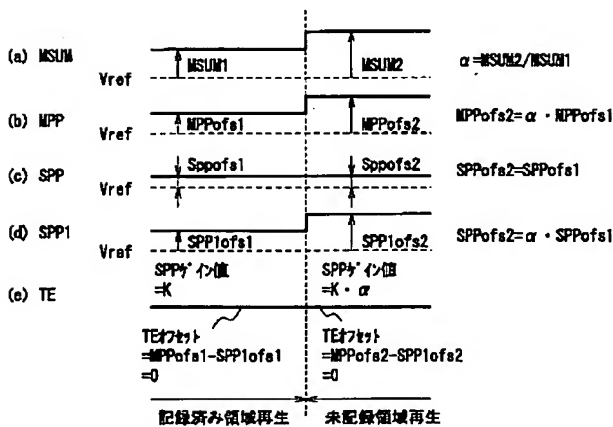 (a) MSUM
MSUM1
MSUM2
α=MSUM2/MSUM1
Vref
(b) MPP
MPPofs1
MPPofs2
MPPofs2=α・MPPofs1
Vref
(c) SPP
Sppofs1
Sppofs2
SPPofs2=SPPofs1
Vref
(d) SPP1
SPP1ofs1
SPP1ofs2
SPPofs2=α・SPPofs1
Vref
SPPゲイン値
=K
SPPゲイン値
=K・α
(e) TE
TEオフセット
=MPPofs1-SPP1ofs1
=0
TEオフセット
=MPPofs2-SPP1ofs2
=0
記録済み領域再生
未記録領域再生